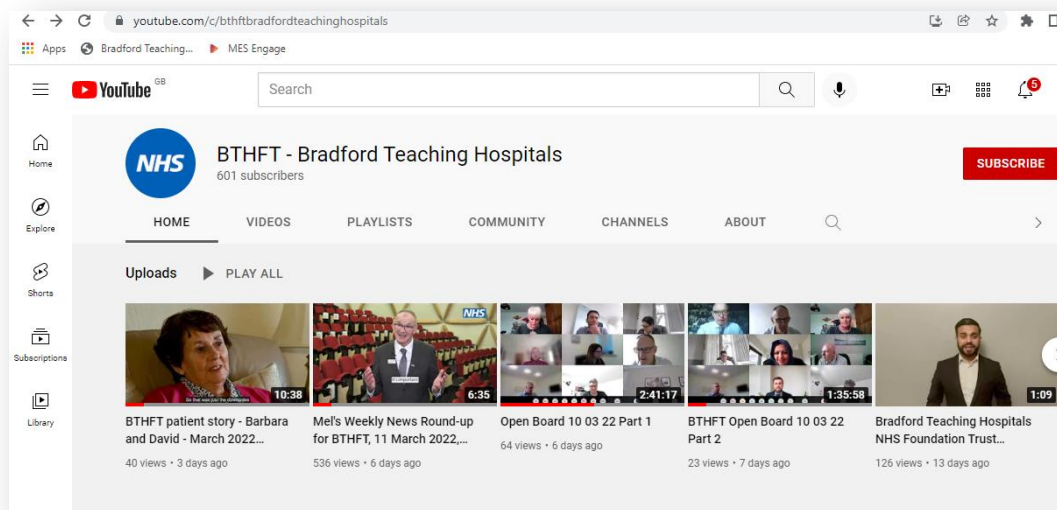 youtube.com/c/bthftbradfordteachinghospitals
Apps Bradford Teaching... MES Engage
YouTube GB
Search
5
Home
Explore
Shorts
Subscriptions
Library
NHS
BTHFT - Bradford Teaching Hospitals
601 subscribers
SUBSCRIBE
HOME VIDEOS PLAYLISTS COMMUNITY CHANNELS ABOUT
Uploads PLAY ALL
10:38
BTHFT patient story - Barbara
and David - March 2022...
40 views • 3 days ago
NHS
6:35
Mel's Weekly News Round-up
for BTHFT, 11 March 2022,...
536 views • 6 days ago
2:41:17
Open Board 10 03 22 Part 1
64 views • 6 days ago
1:35:58
BTHFT Open Board 10 03 22
Part 2
23 views • 7 days ago
1:09
Bradford Teaching Hospitals
NHS Foundation Trust...
126 views • 13 days ago